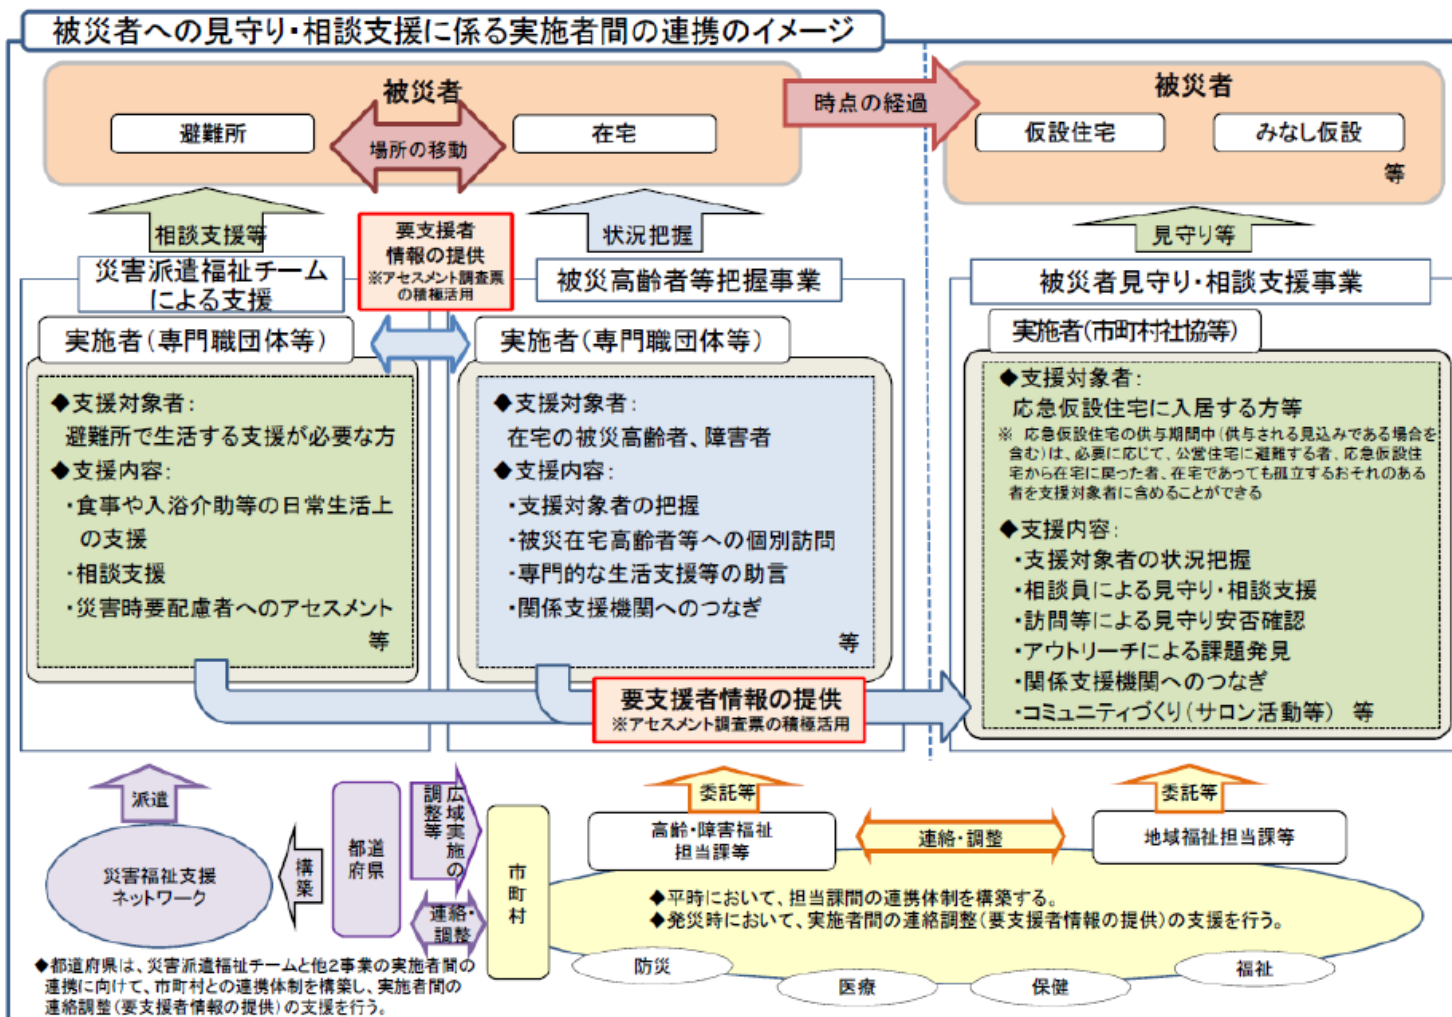 被災者への見守り・相談支援に係る実施者間の連携のイメージ
被災者
避難所
場所の移動
在宅
時点の経過
被災者
仮設住宅
みなし仮設
等
相談支援等
要支援者
情報の提供
※アセスメント調査票
の積極活用
状況把握
見守り等
災害派遣福祉チーム
による支援
被災高齢者等把握事業
被災者見守り・相談支援事業
実施者(専門職団体等)
◆支援対象者:
避難所で生活する支援が必要な方
◆支援内容:
・食事や入浴介助等の日常生活上
の支援
・相談支援
・災害時要配慮者へのアセスメント
等
実施者(専門職団体等)
◆支援対象者:
在宅の被災高齢者、障害者
◆支援内容:
・支援対象者の把握
・被災在宅高齢者等への個別訪問
・専門的な生活支援等の助言
・関係支援機関へのつなぎ
等
実施者(市町村社協等)
◆支援対象者:
応急仮設住宅に入居する方等
※ 応急仮設住宅の供与期間中(供与される見込みである場合を
含む)は、必要に応じて、公営住宅に避難する者、応急仮設住
宅から在宅に戻った者、在宅であっても孤立するおそれのある
者を支援対象者に含めることができる
◆支援内容:
・支援対象者の状況把握
・相談員による見守り・相談支援
・訪問等による見守り安否確認
・アウトリーチによる課題発見
・関係支援機関へのつなぎ
・コミュニティづくり(サロン活動等) 等
要支援者情報の提供
※アセスメント調査票の積極活用
派遣
災害福祉支援
ネットワーク
構築
都道
府県
広域実施の
調整等
連絡・
調整
市町村
委託等
高齢・障害福祉
担当課等
連絡・調整
委託等
地域福祉担当課等
◆平時において、担当課間の連携体制を構築する。
◆発災時において、実施者間の連絡調整(要支援者情報の提供)の支援を行う。
防災
医療
保健
福祉
◆都道府県は、災害派遣福祉チームと他2事業の実施者間の
連携に向けて、市町村との連携体制を構築し、実施者間の
連絡調整(要支援者情報の提供)の支援を行う。